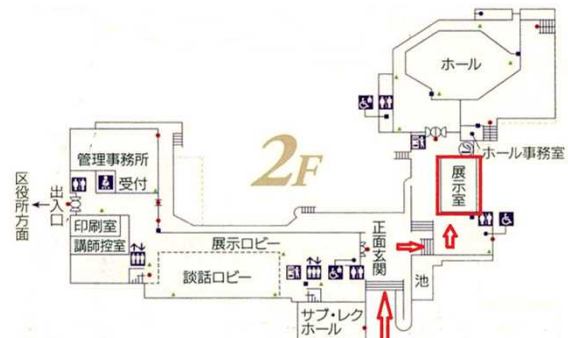 ホール
2F
ホール事務室
展示室
管理事務所
受付
区役所方面
出入口
印刷室
講師控室
展示ロビー
談話ロビー
正面玄関
池
サブ・レク
ホール